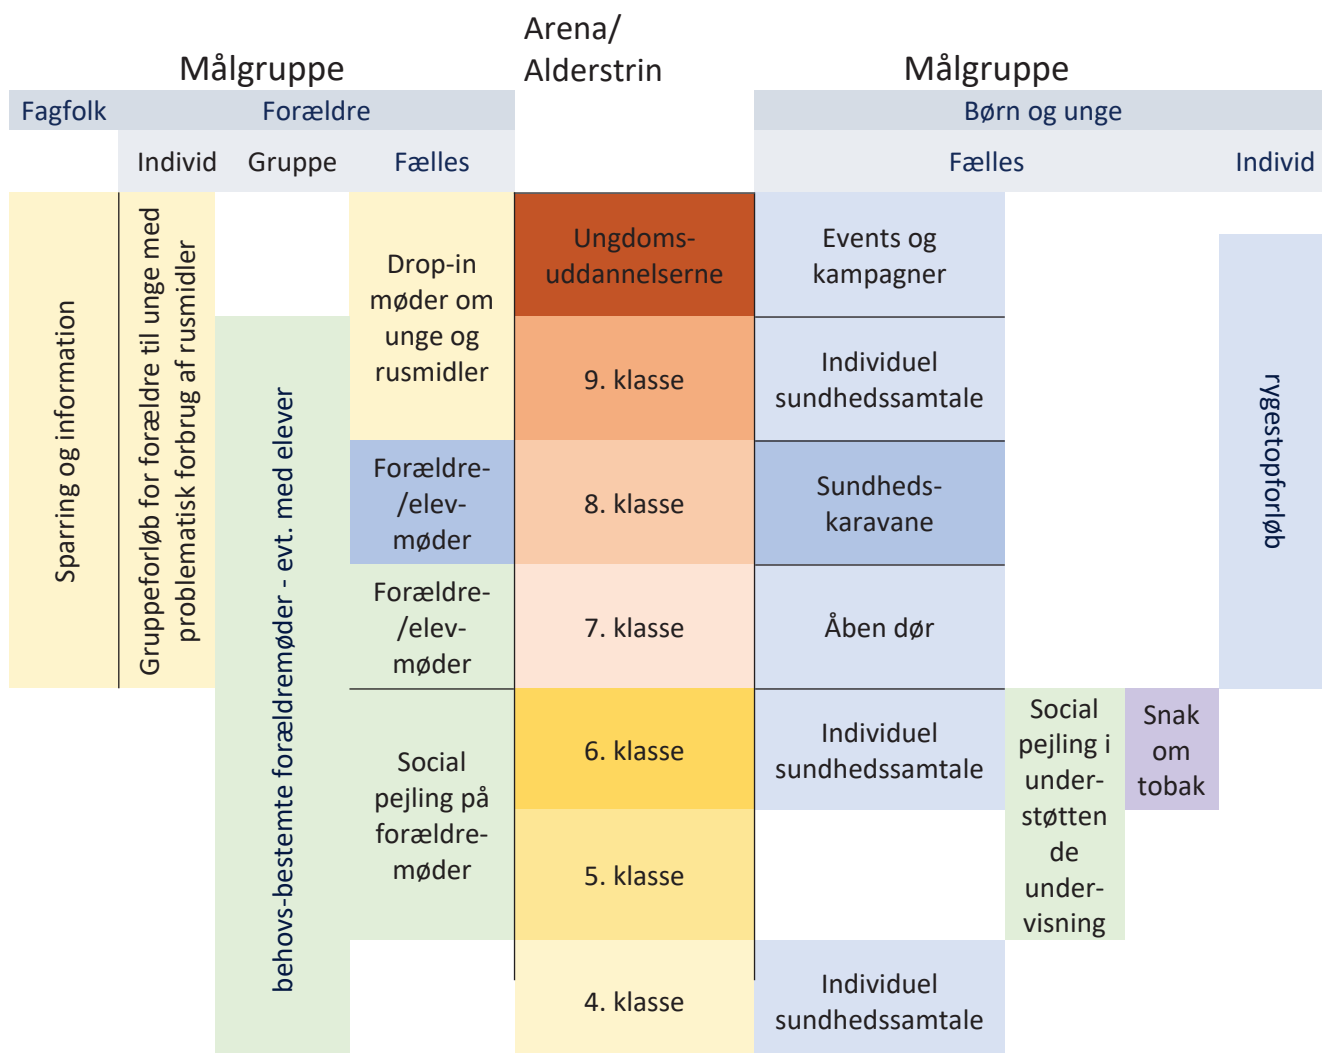 Målgruppe
Arena/
Alderstrin
Målgruppe
Fagfolk
Forældre
Børn og unge
Individ
Gruppe
Fælles
Fælles
Individ
Sparring og information
Gruppeforløb for forældre til unge med
problematisk forbrug af rusmidler
behovs-bestemte forældremøder - evt. med elever
Drop-in
møder om
unge og
rusmidler
Forældre-
/elev-
møder
Forældre-
/elev-
møder
Social
pejling på
forældre-
møder
Ungdoms-
uddannelserne
9. klasse
8. klasse
7. klasse
6. klasse
5. klasse
4. klasse
Events og
kampagner
Individuel
sundhedssamtale
Sundheds-
karavane
Åben dør
Individuel
sundhedssamtale
Individuel
sundhedssamtale
Social
pejling i
under-
støtten
de
under-
visning
Snak
om
tobak
rygestopforløb